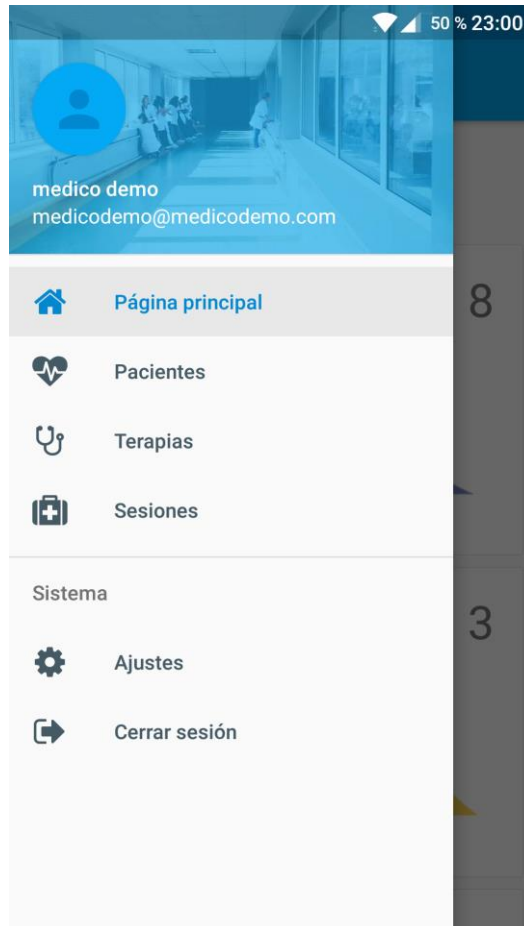 50 % 23:00
medico demo
medicodemo@medicodemo.com
Página principal
8
Pacientes
Terapias
Sesiones
Sistema
3
Ajustes
Cerrar sesión